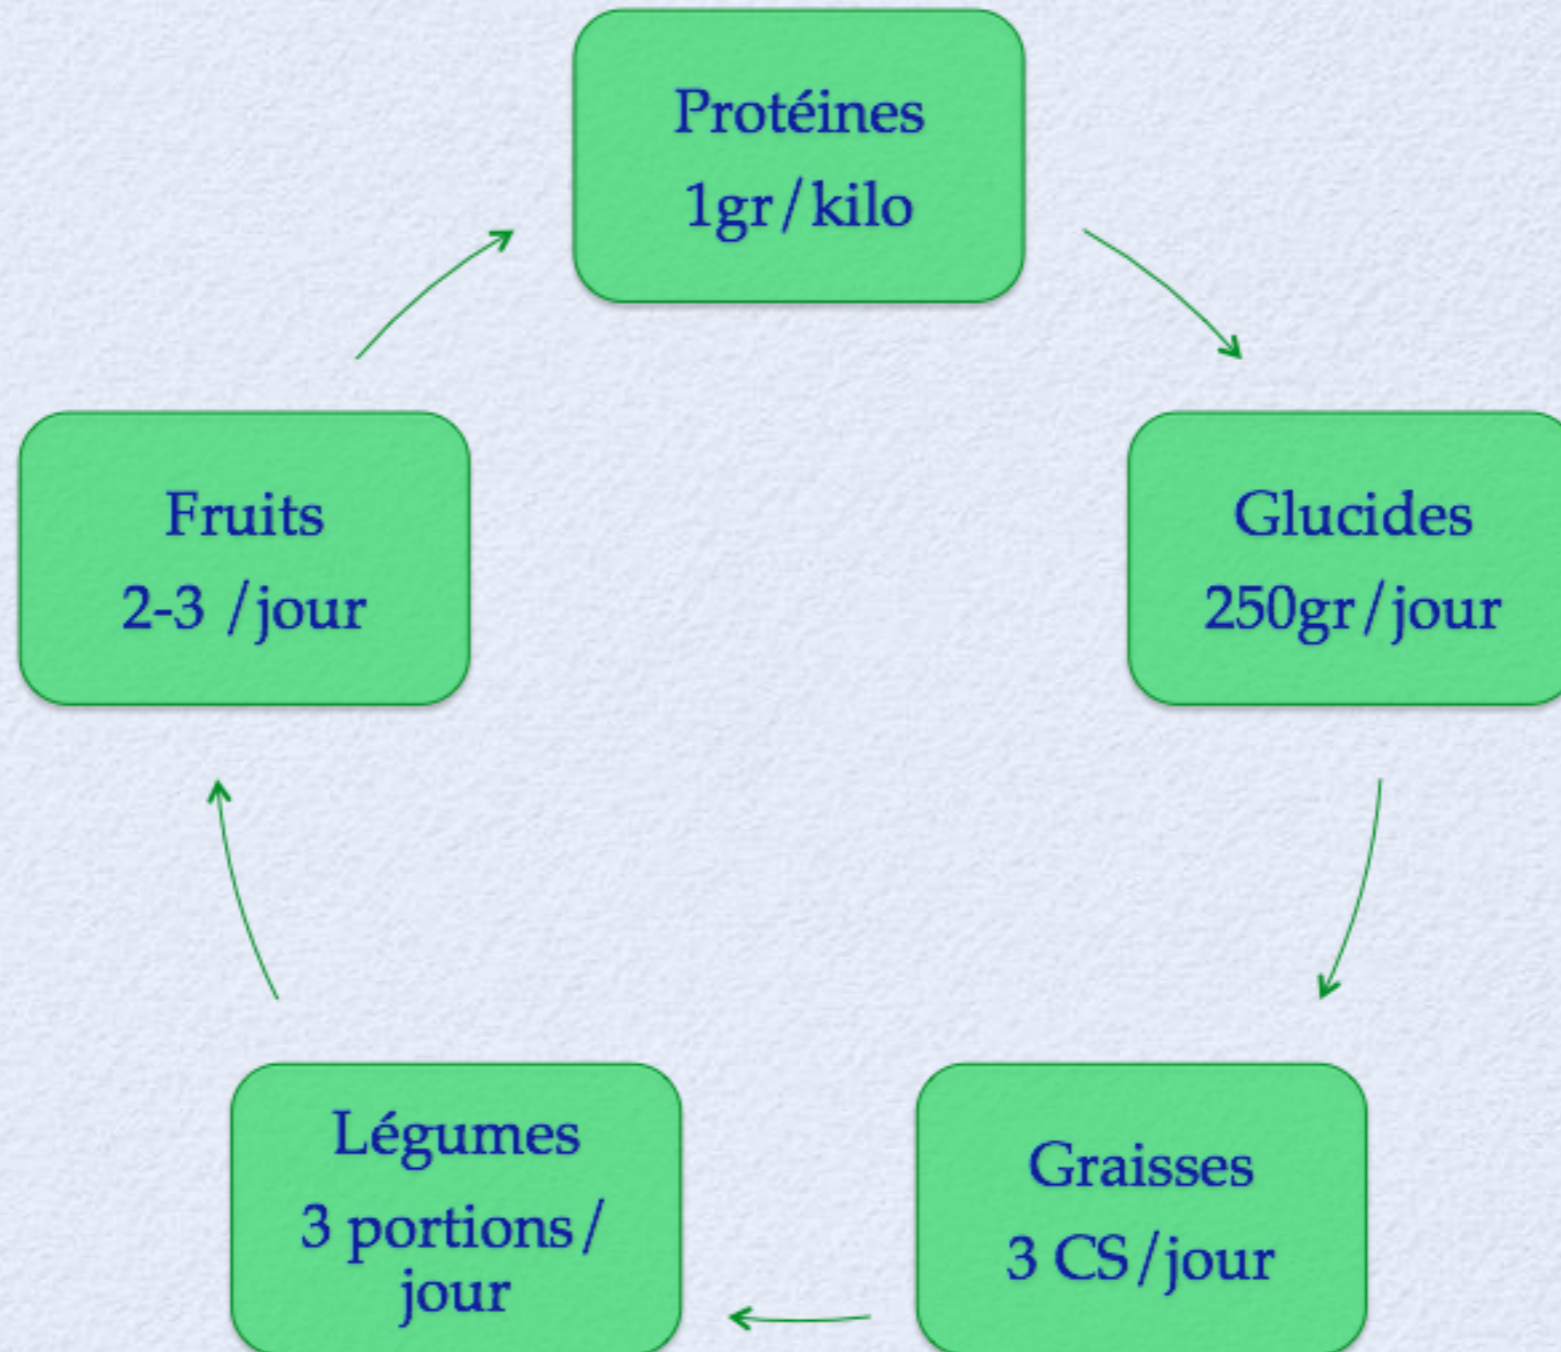 Protéines
1gr/kilo
Glucides
250gr/jour
Graisses
3 CS/jour
Légumes
3 portions/
jour
Fruits
2-3 /jour